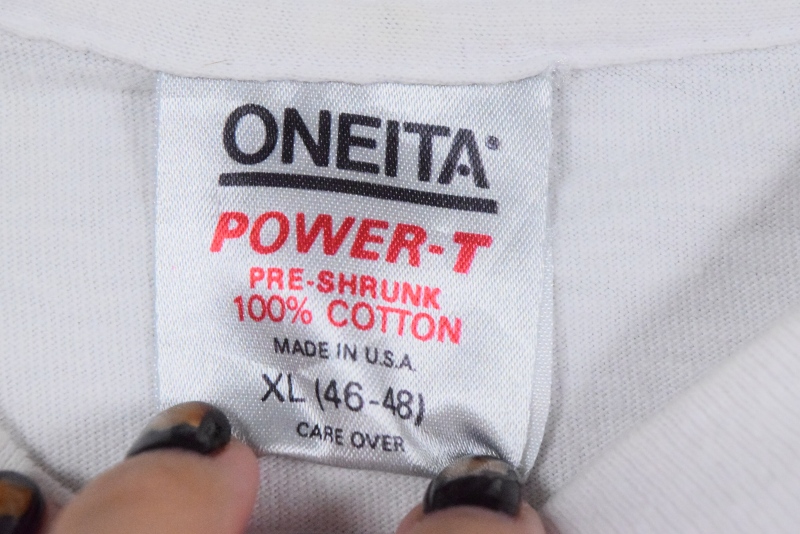 ONEITA®
POWER-T
PRE-SHRUNK
100% COTTON
MADE IN U.S.A.
XL (46-48)
CARE OVER